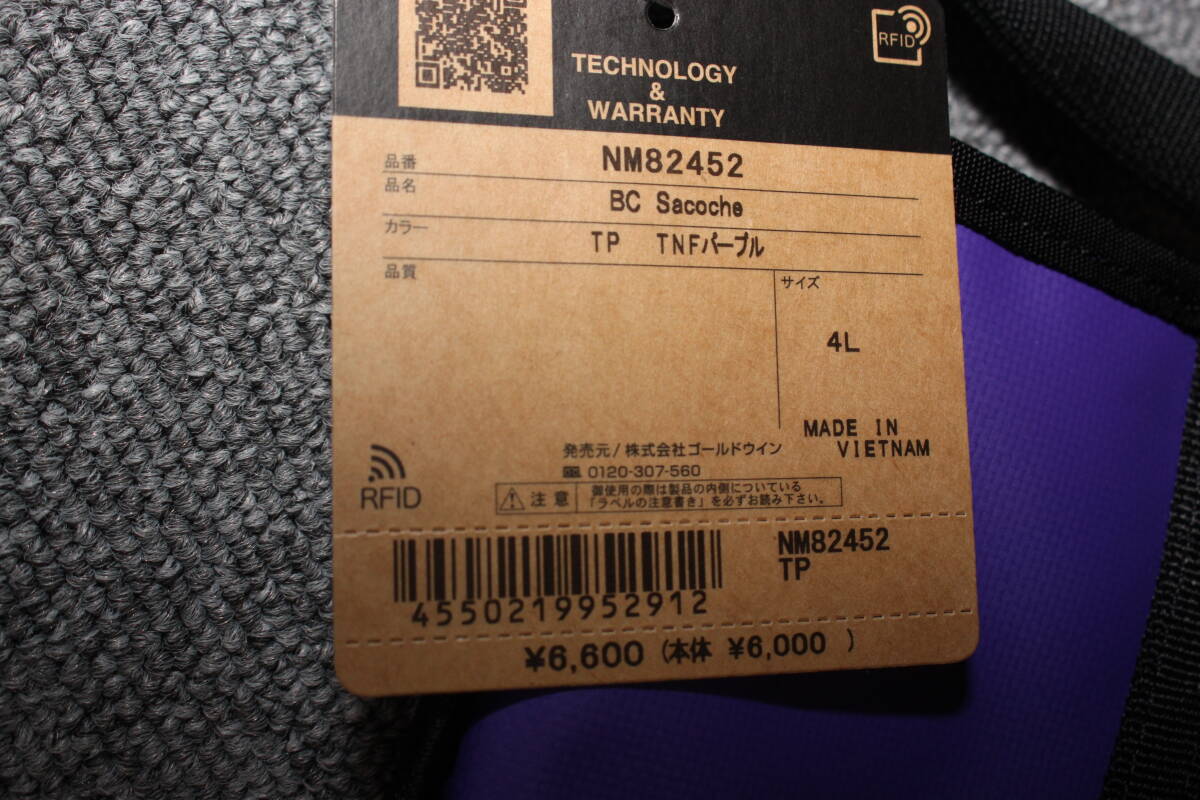 RFID
TECHNOLOGY
&
WARRANTY
品番 NM82452
品名 BC Sacoche
カラー TP TNFパープル
品質
サイズ
4L
MADE IN
VIETNAM
発売元/株式会社ゴールドウイン
0120-307-560
RFID
注意
御使用の際は製品の内側についている
「ラベルの注意書き」を必ずお読み下さい。
NM82452
TP
4550219952912
¥6,600 (本体 ¥6,000 )